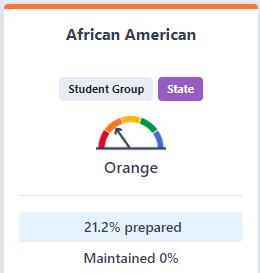 African American
Student Group State
Orange
21.2% prepared
Maintained 0%